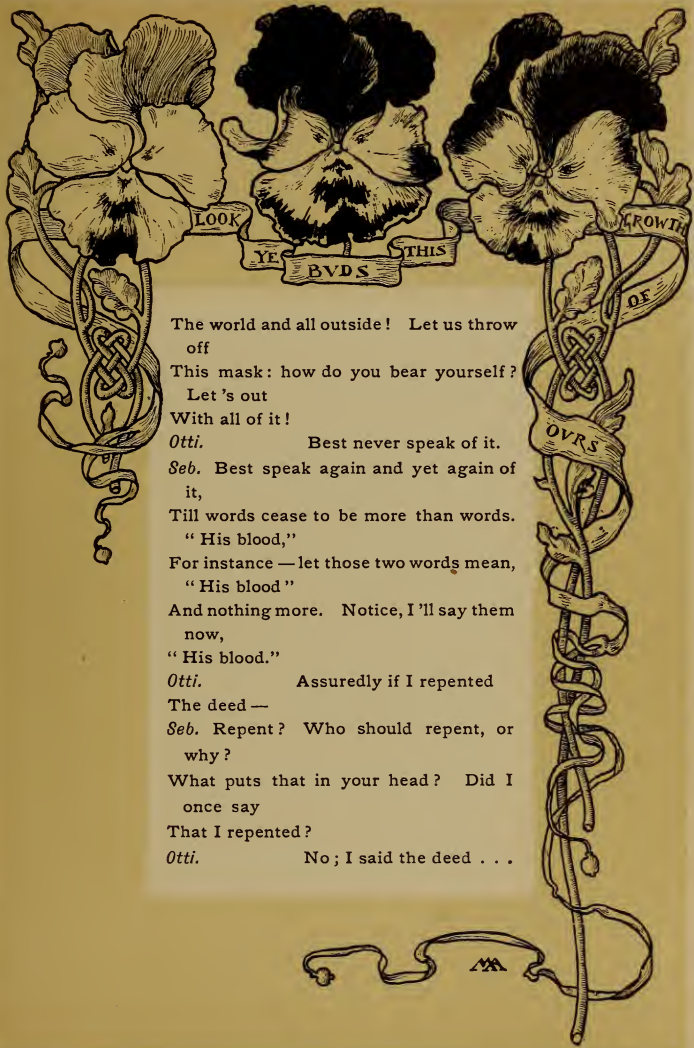 LOOK
YE
BVDS
THIS
GROWTH
OF
OVRS
The world and all outside! Let us throw
off
This mask: how do you bear yourself?
Let's out
With all of it!
Otti. Best never speak of it.
Seb. Best speak again and yet again of
it,
Till words cease to be more than words.
"His blood,"
For instance — let those two words mean,
"His blood"
And nothing more. Notice, I'll say them
now,
"His blood."
Otti. Assuredly if I repented
The deed —
Seb. Repent? Who should repent, or
why?
What puts that in your head? Did I
once say
That I repented?
Otti. No; I said the deed . . .